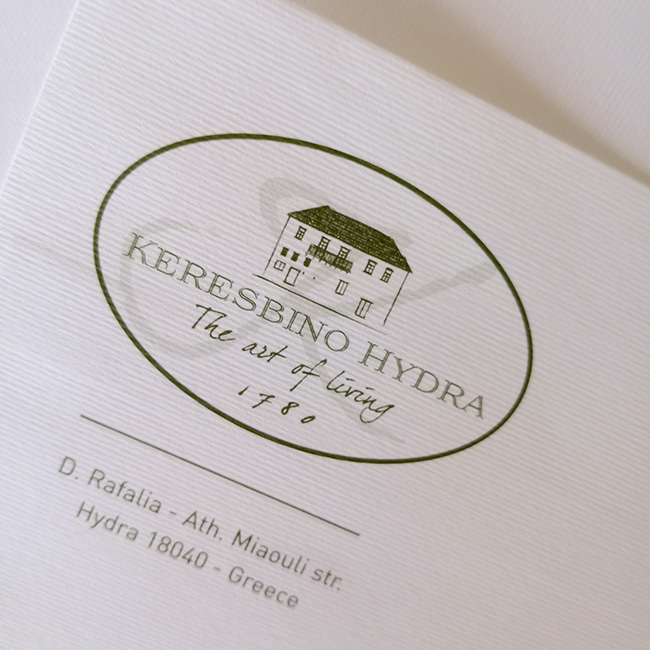 KERESBINO HYDRA
The art of living
1780
D. Rafalia - Ath. Miaouli str.
Hydra 18040 - Greece